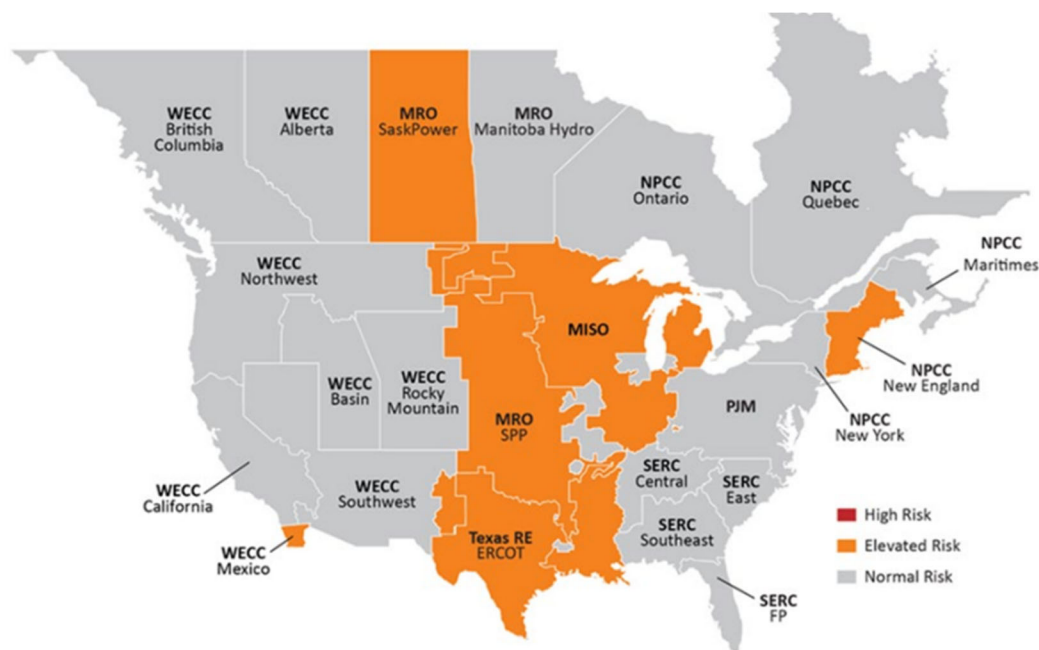 WECC
British
Columbia
WECC
Alberta
MRO
SaskPower
MRO
Manitoba Hydro
NPCC
Ontario
NPCC
Quebec
NPCC
Maritimes
WECC
Northwest
MISO
WECC
Basin
WECC
Rocky
Mountain
MRO
SPP
PJM
NPCC
New England
NPCC
New York
WECC
California
WECC
Southwest
SERC
Central
SERC
East
WECC
Mexico
Texas RE
ERCOT
SERC
Southeast
SERC
FP
High Risk
Elevated Risk
Normal Risk